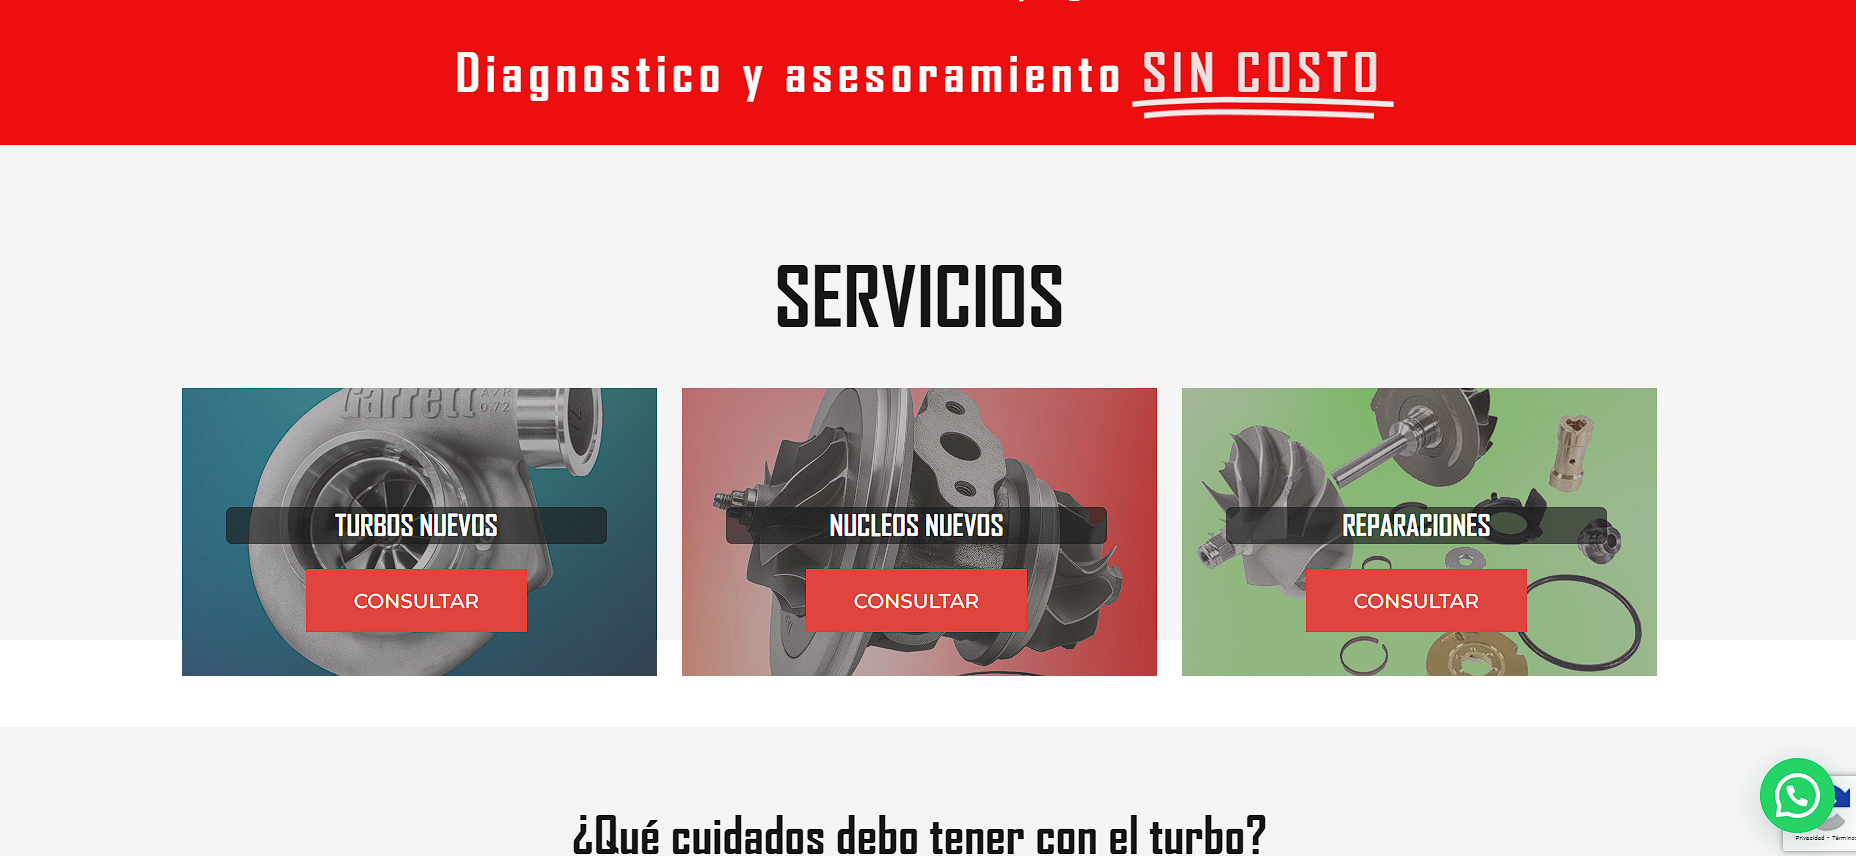 Diagnostico y asesoramiento SIN COSTO
SERVICIOS
Garrett A/R
072
TURBOS NUEVOS
CONSULTAR
NUCLEOS NUEVOS
CONSULTAR
REPARACIONES
CONSULTAR
¿Qué cuidados debo tener con el turbo?
Privacidad •